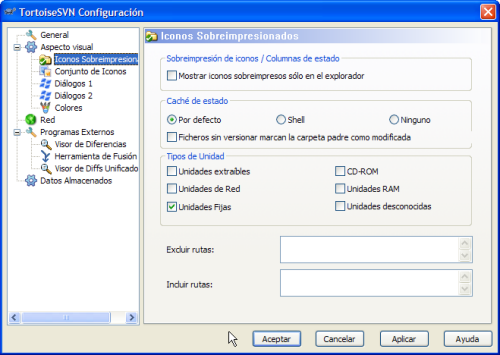 TortoiseSVN Configuración
General
Aspecto visual
Iconos Sobreimpresion
Conjunto de Iconos
Diálogos 1
Diálogos 2
Colores
Red
Programas Externos
Visor de Diferencias
Herramienta de Fusión
Visor de Diffs Unificado
Datos Almacenados
Iconos Sobreimpresionados
Sobreimpresión de iconos / Columnas de estado
Mostrar iconos sobreimpresos sólo en el explorador
Caché de estado
Por defecto
Shell
Ninguno
Ficheros sin versionar marcan la carpeta padre como modificada
Tipos de Unidad
Unidades extraíbles
CD-ROM
Unidades de Red
Unidades RAM
Unidades Fijas
Unidades desconocidas
Excluir rutas:
Incluir rutas:
Aceptar
Cancelar
Aplicar
Ayuda